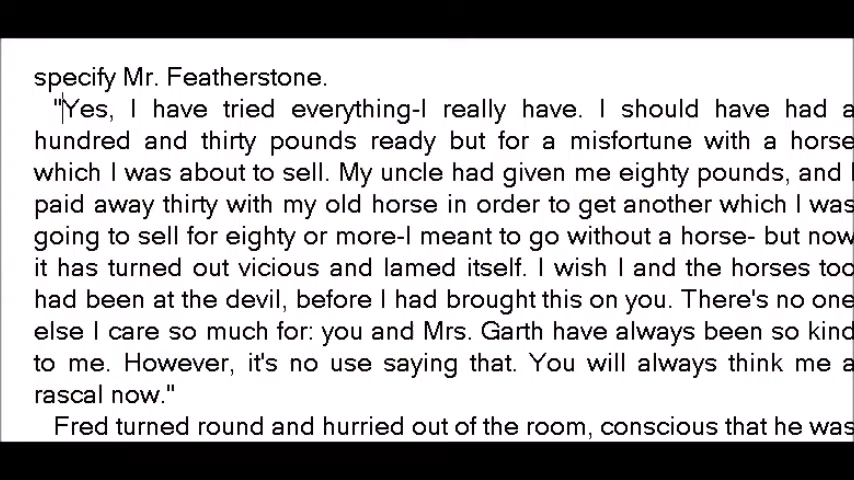 specify Mr. Featherstone.
"Yes, I have tried everything-I really have. I should have had a
hundred and thirty pounds ready but for a misfortune with a horse
which I was about to sell. My uncle had given me eighty pounds, and I
paid away thirty with my old horse in order to get another which I was
going to sell for eighty or more-I meant to go without a horse- but now
it has turned out vicious and lamed itself. I wish I and the horses too
had been at the devil, before I had brought this on you. There's no one
else I care so much for: you and Mrs. Garth have always been so kind
to me. However, it's no use saying that. You will always think me a
rascal now."
Fred turned round and hurried out of the room, conscious that he was